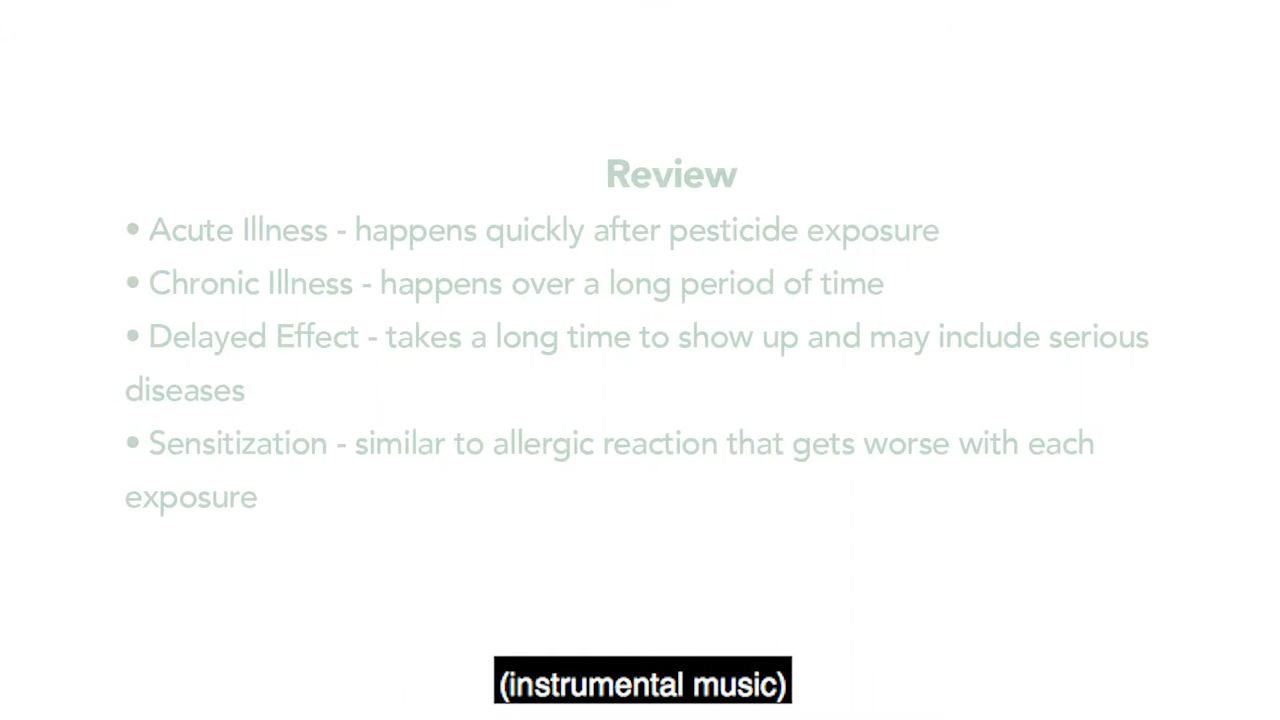 Review
• Acute Illness - happens quickly after pesticide exposure
• Chronic Illness - happens over a long period of time
• Delayed Effect - takes a long time to show up and may include serious
diseases
• Sensitization - similar to allergic reaction that gets worse with each
exposure
(instrumental music)